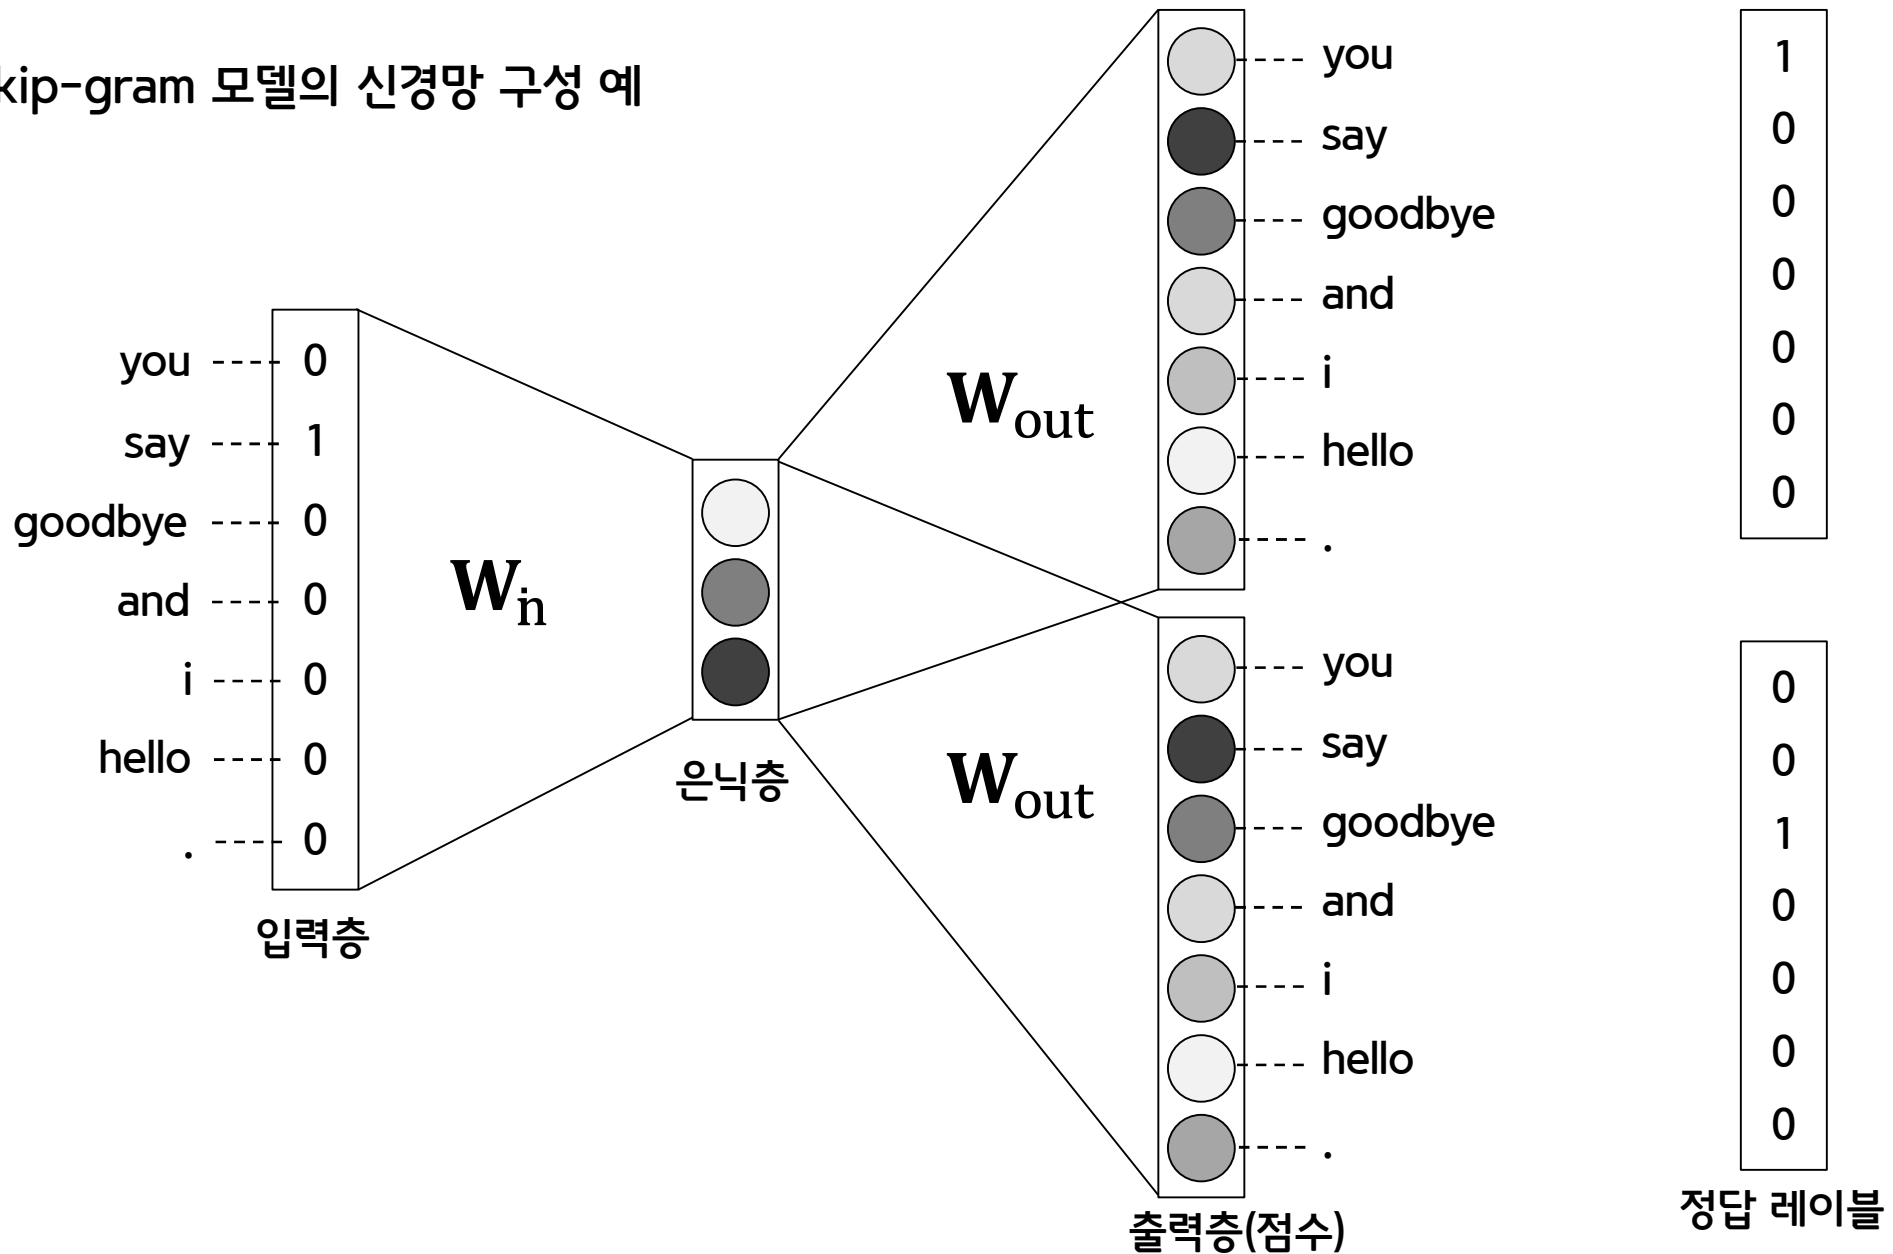 kip-gram 모델의 신경망 구성 예
you 0
say 1
goodbye 0
and 0
i 0
hello 0
. 0
입력층
W_in
은닉층
W_out
you
say
goodbye
and
i
hello
.
W_out
you
say
goodbye
and
i
hello
.
출력층(점수)
1
0
0
0
0
0
0
0
0
1
0
0
0
0
정답 레이블